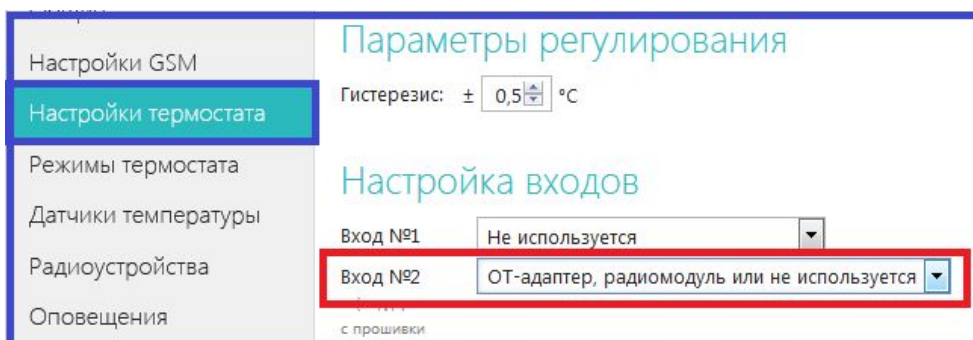 Настройки GSM
Настройки термостата
Режимы термостата
Датчики температуры
Радиоустройства
Оповещения
Параметры регулирования
Гистерезис: ± 0,5 °C
Настройка входов
Вход №1 Не используется
Вход №2 ОТ-адаптер, радиомодуль или не используется
с прошивки